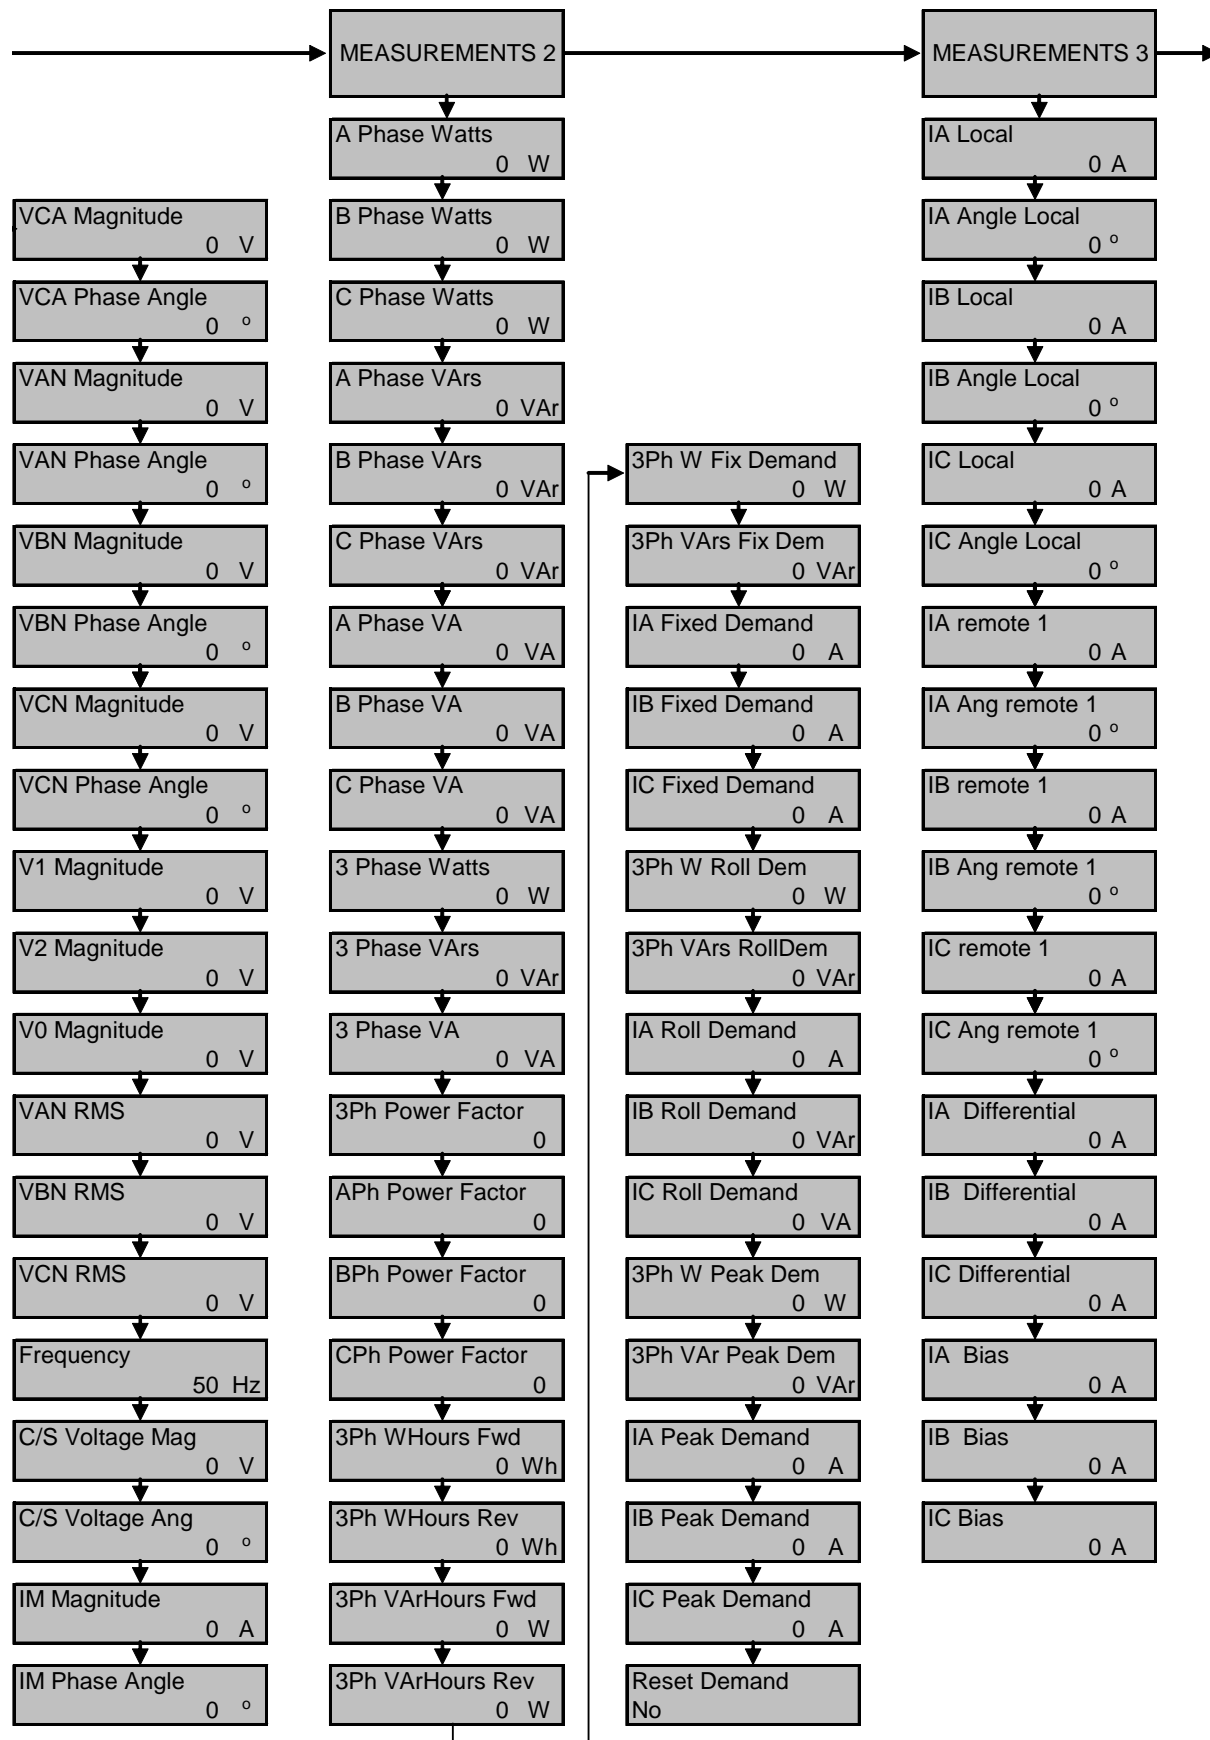 MEASUREMENTS 2
MEASUREMENTS 3
VCA Magnitude
0 V
VCA Phase Angle
0 º
VAN Magnitude
0 V
VAN Phase Angle
0 º
VBN Magnitude
0 V
VBN Phase Angle
0 º
VCN Magnitude
0 V
VCN Phase Angle
0 º
V1 Magnitude
0 V
V2 Magnitude
0 V
V0 Magnitude
0 V
VAN RMS
0 V
VBN RMS
0 V
VCN RMS
0 V
Frequency
50 Hz
C/S Voltage Mag
0 V
C/S Voltage Ang
0 º
IM Magnitude
0 A
IM Phase Angle
0 º
A Phase Watts
0 W
B Phase Watts
0 W
C Phase Watts
0 W
A Phase VArs
0 VAr
B Phase VArs
0 VAr
C Phase VArs
0 VAr
A Phase VA
0 VA
B Phase VA
0 VA
C Phase VA
0 VA
3 Phase Watts
0 W
3 Phase VArs
0 VAr
3 Phase VA
0 VA
3Ph Power Factor
0
APh Power Factor
0
BPh Power Factor
0
CPh Power Factor
0
3Ph WHours Fwd
0 Wh
3Ph WHours Rev
0 Wh
3Ph VArHours Fwd
0 W
3Ph VArHours Rev
0 W
3Ph W Fix Demand
0 W
3Ph VArs Fix Dem
0 VAr
IA Fixed Demand
0 A
IB Fixed Demand
0 A
IC Fixed Demand
0 A
3Ph W Roll Dem
0 W
3Ph VArs RollDem
0 VAr
IA Roll Demand
0 A
IB Roll Demand
0 VAr
IC Roll Demand
0 VA
3Ph W Peak Dem
0 W
3Ph VAr Peak Dem
0 VAr
IA Peak Demand
0 A
IB Peak Demand
0 A
IC Peak Demand
0 A
Reset Demand
No
IA Local
0 A
IA Angle Local
0 º
IB Local
0 A
IB Angle Local
0 º
IC Local
0 A
IC Angle Local
0 º
IA remote 1
0 A
IA Ang remote 1
0 º
IB remote 1
0 A
IB Ang remote 1
0 º
IC remote 1
0 A
IC Ang remote 1
0 º
IA Differential
0 A
IB Differential
0 A
IC Differential
0 A
IA Bias
0 A
IB Bias
0 A
IC Bias
0 A